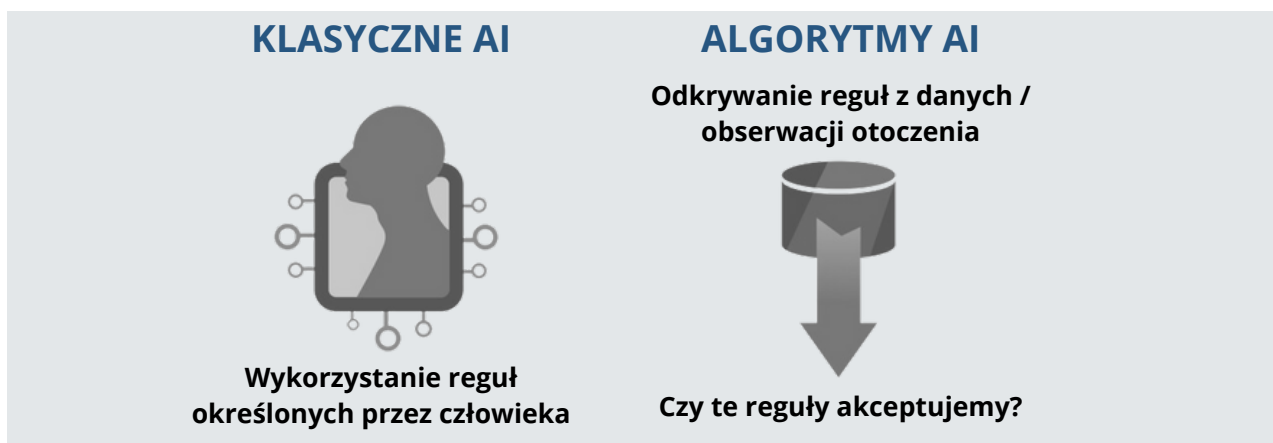 KLASYCZNE AI
Wykorzystanie reguł
określonych przez człowieka
ALGORYTMY AI
Odkrywanie reguł z danych /
obserwacji otoczenia
Czy te reguły akceptujemy?